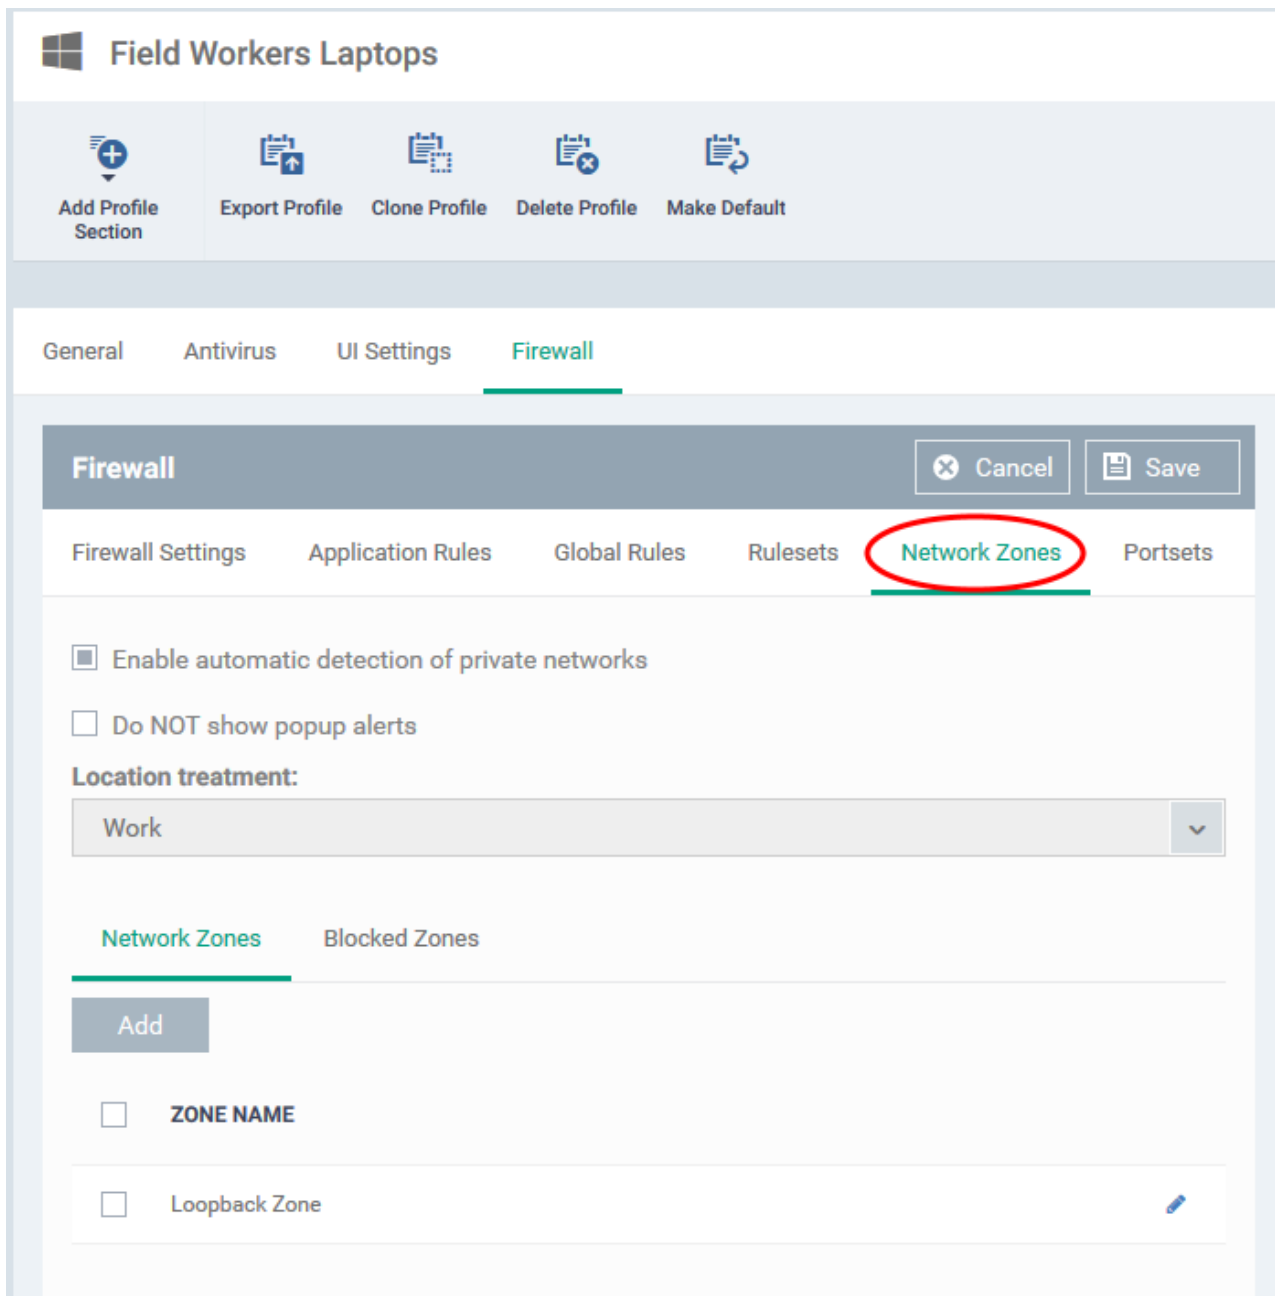 Field Workers Laptops
Add Profile Section
Export Profile
Clone Profile
Delete Profile
Make Default
General Antivirus UI Settings Firewall
Firewall Cancel Save
Firewall Settings Application Rules Global Rules Rulesets Network Zones Portsets
Enable automatic detection of private networks
Do NOT show popup alerts
Location treatment:
Work
Network Zones Blocked Zones
Add
ZONE NAME
Loopback Zone